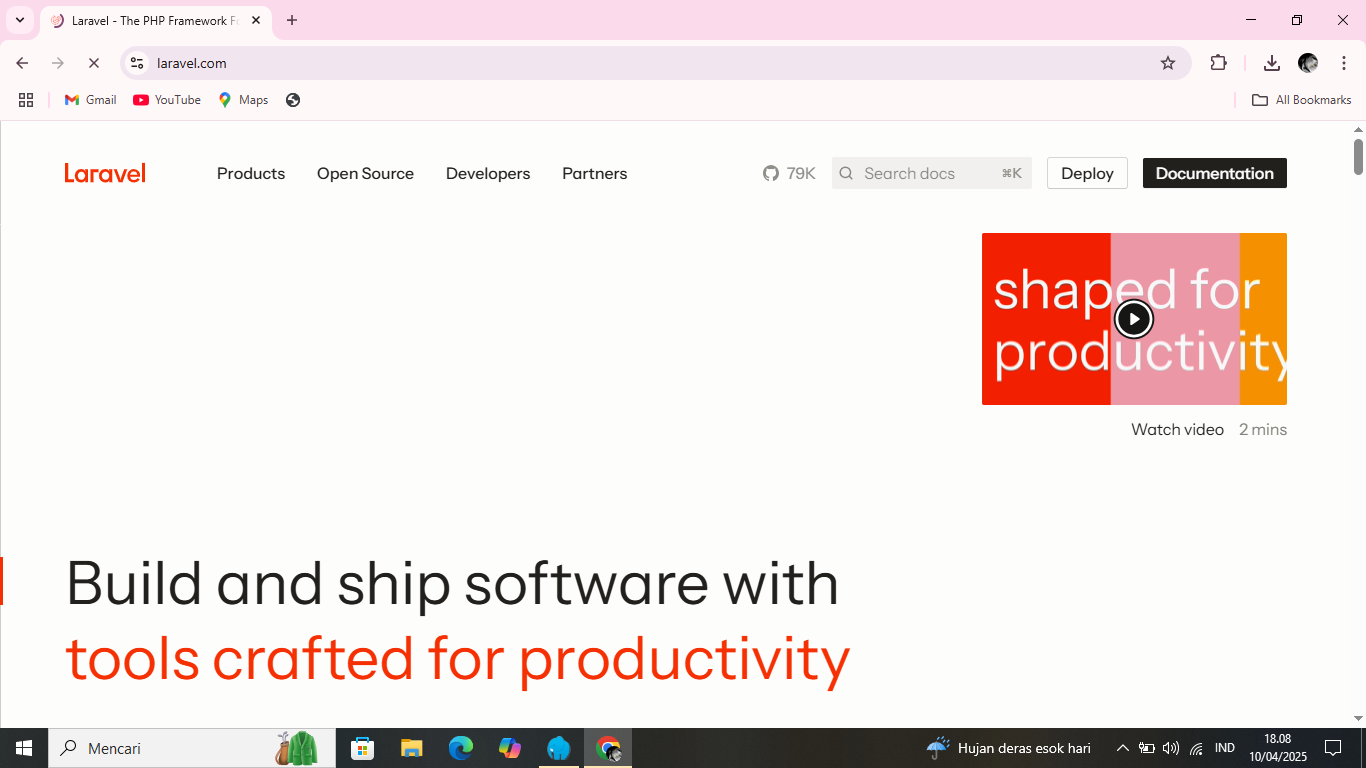 Laravel - The PHP Framework Fo
laravel.com
Gmail
YouTube
Maps
All Bookmarks
Laravel
Products
Open Source
Developers
Partners
79K
Search docs
⌘K
Deploy
Documentation
shaped for
productivity
Watch video
2 mins
Build and ship software with
tools crafted for productivity
Mencari
Hujan deras esok hari
IND
18.08
10/04/2025